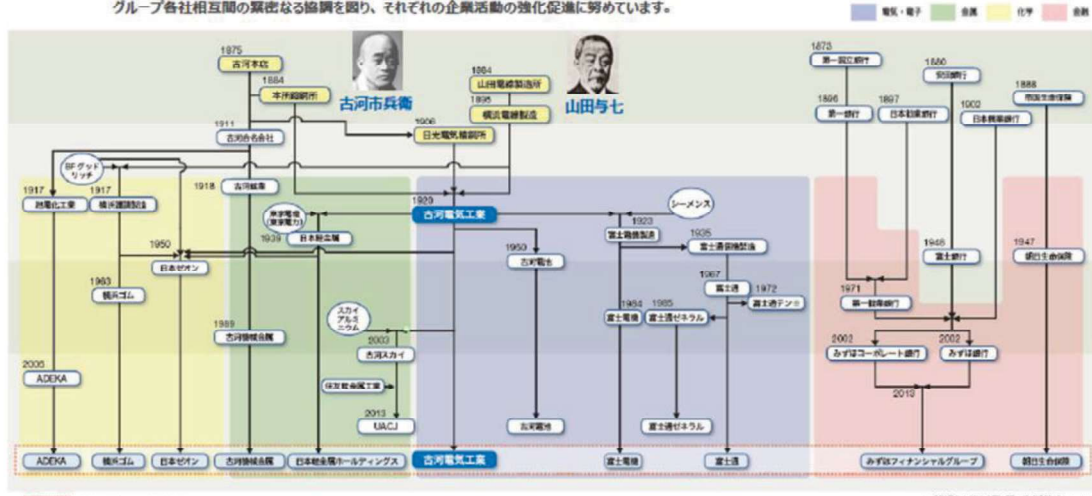 グループ各社相互間の緊密なる協調を図り、それぞれの企業活動の強化促進に努めています。
電気・電子 金属 化学 金融
1875
古河本店
1884
本所鎔銅所
古河市兵衛
1884
山田電線製造所
1896
横浜電線製造
山田与七
1906
日光電気精銅所
1873
第一国立銀行
1880
安田銀行
1888
帝国生命保険
1896
第一銀行
1897
日本勧業銀行
1902
日本興業銀行
1911
古河合名会社
BFグッド
リッチ
1917
旭電化工業
1917
横浜護謨製造
1918
古河鉱業
1920
古河電気工業
東京電燈
(東京電力)
1939
日本軽金属
シーメンス
1923
富士電機製造
1935
富士通信機製造
1950
日本ゼオン
1950
古河電池
1948
富士銀行
1947
朝日生命保険
1963
横浜ゴム
1967
富士通
1972
富士通テン
1984
富士電機
1985
富士通ゼネラル
1971
第一勧業銀行
1989
古河機械金属
スカイ
アルミ
ニウム
2003
古河スカイ
2002
みずほコーポレート銀行
2002
みずほ銀行
2006
ADEKA
住友軽金属工業
2013
UACJ
古河電池
富士通ゼネラル
2013
ADEKA
横浜ゴム
日本ゼオン
古河機械金属
日本軽金属ホールディングス
古河電気工業
富士電機
富士通
みずほフィナンシャルグループ
朝日生命保険